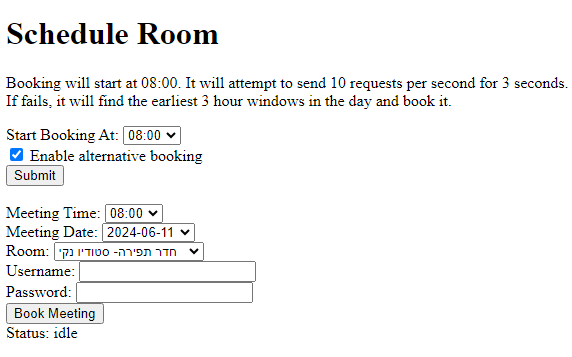 Schedule Room
Booking will start at 08:00. It will attempt to send 10 requests per second for 3 seconds.
If fails, it will find the earliest 3 hour windows in the day and book it.
Start Booking At: 08:00
Enable alternative booking
Submit
Meeting Time: 08:00
Meeting Date: 2024-06-11
Room: חדר תפירה- סטודיו נקי
Username:
Password:
Book Meeting
Status: idle